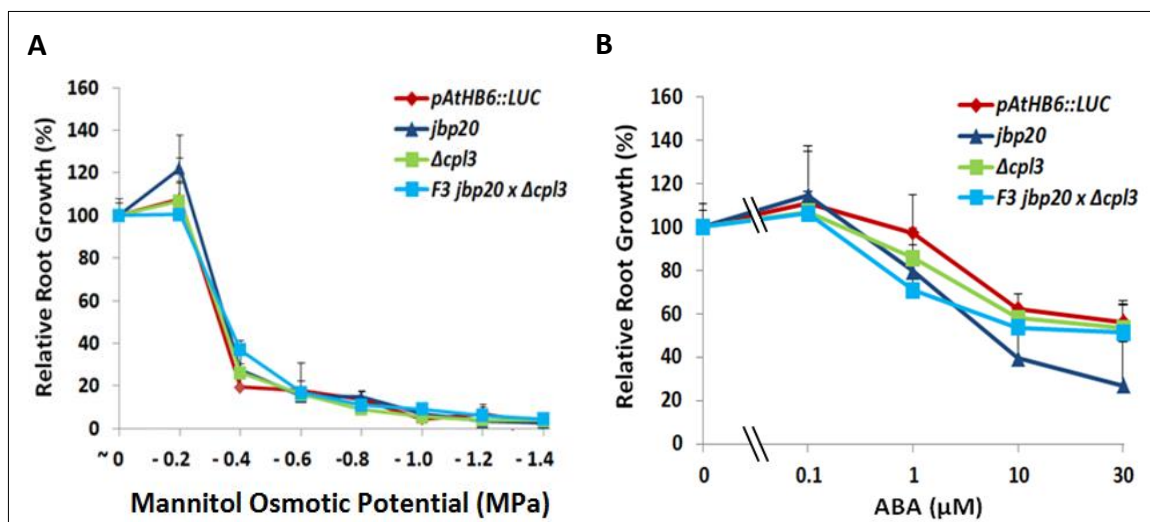 A
160
140
120
100
80
60
40
20
0
Relative Root Growth (%)
pAtHB6::LUC
jbp20
Δcpl3
F3 jbp20 x Δcpl3
~ 0
- 0.2
- 0.4
- 0.6
-0.8
- 1.0
- 1.2
- 1.4
Mannitol Osmotic Potential (MPa)
B
160
140
120
100
80
60
40
20
0
Relative Root Growth (%)
pAtHB6::LUC
jbp20
Δcpl3
F3 jbp20 x Δcpl3
0
0.1
1
10
30
ABA (µM)